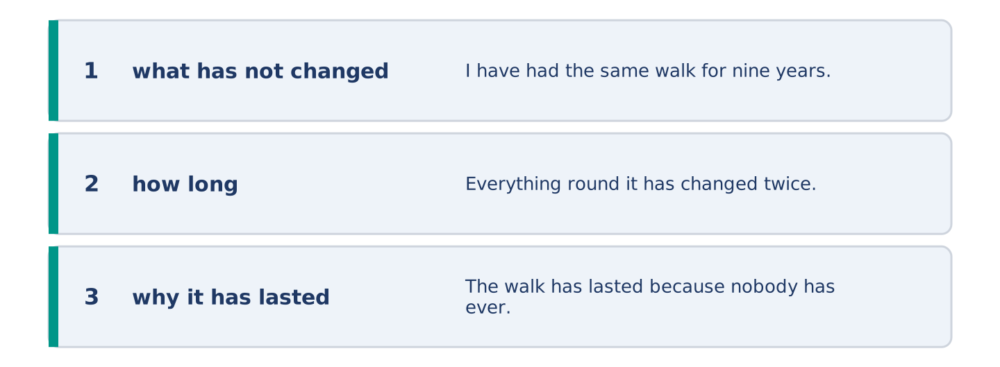 1 what has not changed I have had the same walk for nine years.
2 how long Everything round it has changed twice.
3 why it has lasted The walk has lasted because nobody has
ever.